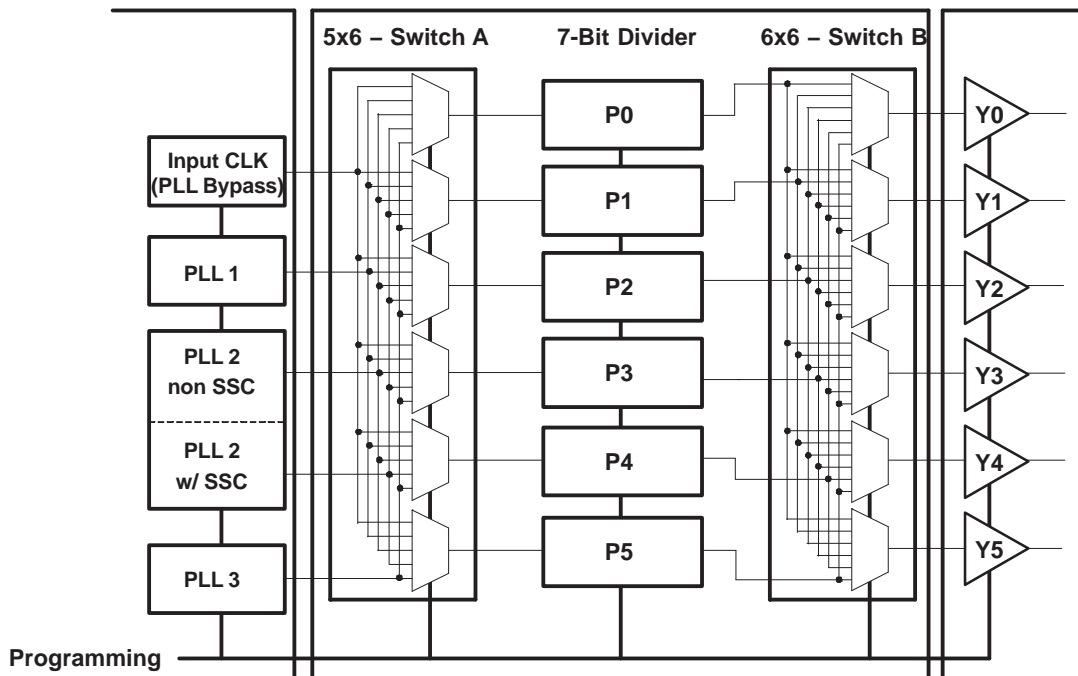 5x6 – Switch A
7-Bit Divider
6x6 – Switch B
Input CLK
(PLL Bypass)
PLL 1
PLL 2
non SSC
PLL 2
w/ SSC
PLL 3
P0
P1
P2
P3
P4
P5
Y0
Y1
Y2
Y3
Y4
Y5
Programming